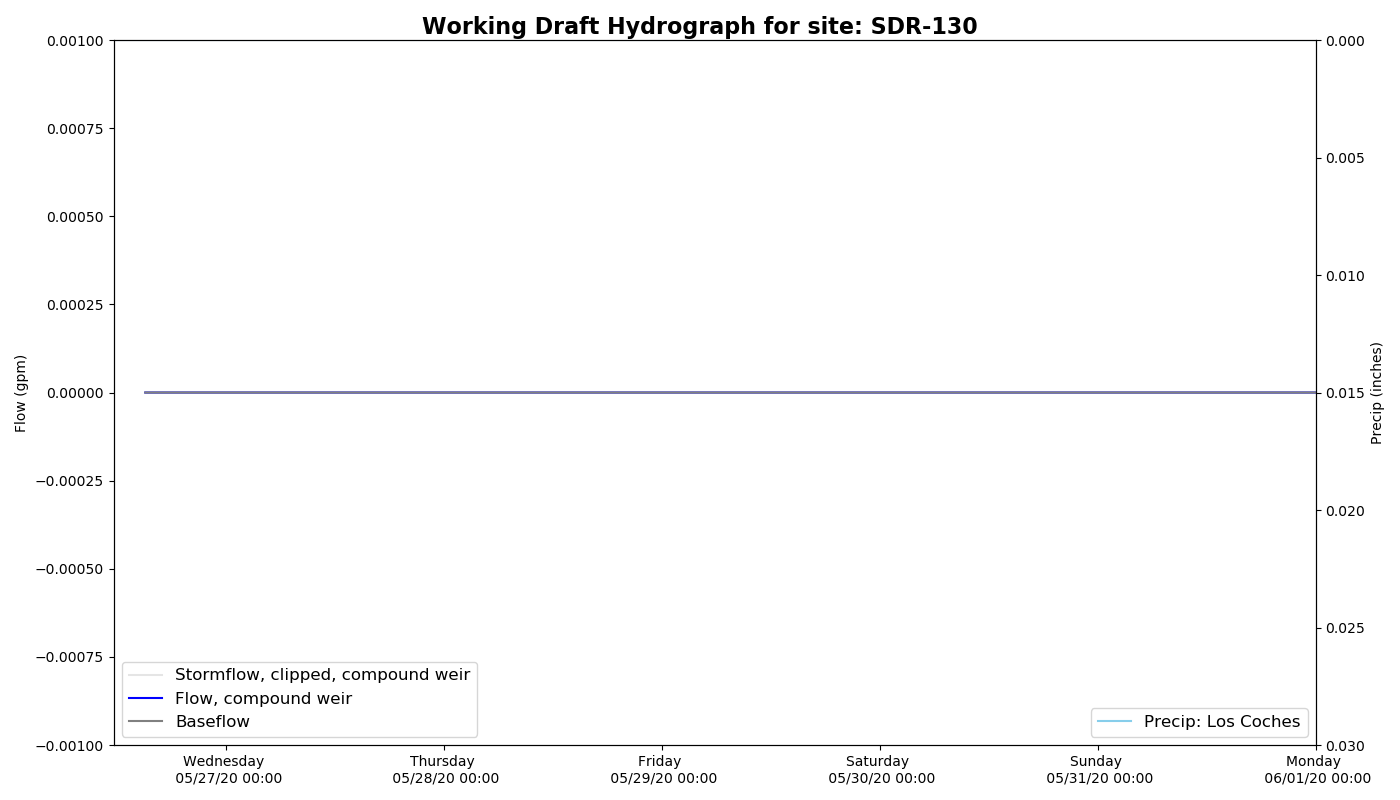 Working Draft Hydrograph for site: SDR-130
0.00100
0.00075
0.00050
0.00025
0.00000
−0.00025
−0.00050
−0.00075
−0.00100
Flow (gpm)
0.000
0.005
0.010
0.015
0.020
0.025
0.030
Precip (inches)
Stormflow, clipped, compound weir
Flow, compound weir
Baseflow
Precip: Los Coches
Wednesday
05/27/20 00:00
Thursday
05/28/20 00:00
Friday
05/29/20 00:00
Saturday
05/30/20 00:00
Sunday
05/31/20 00:00
Monday
06/01/20 00:00